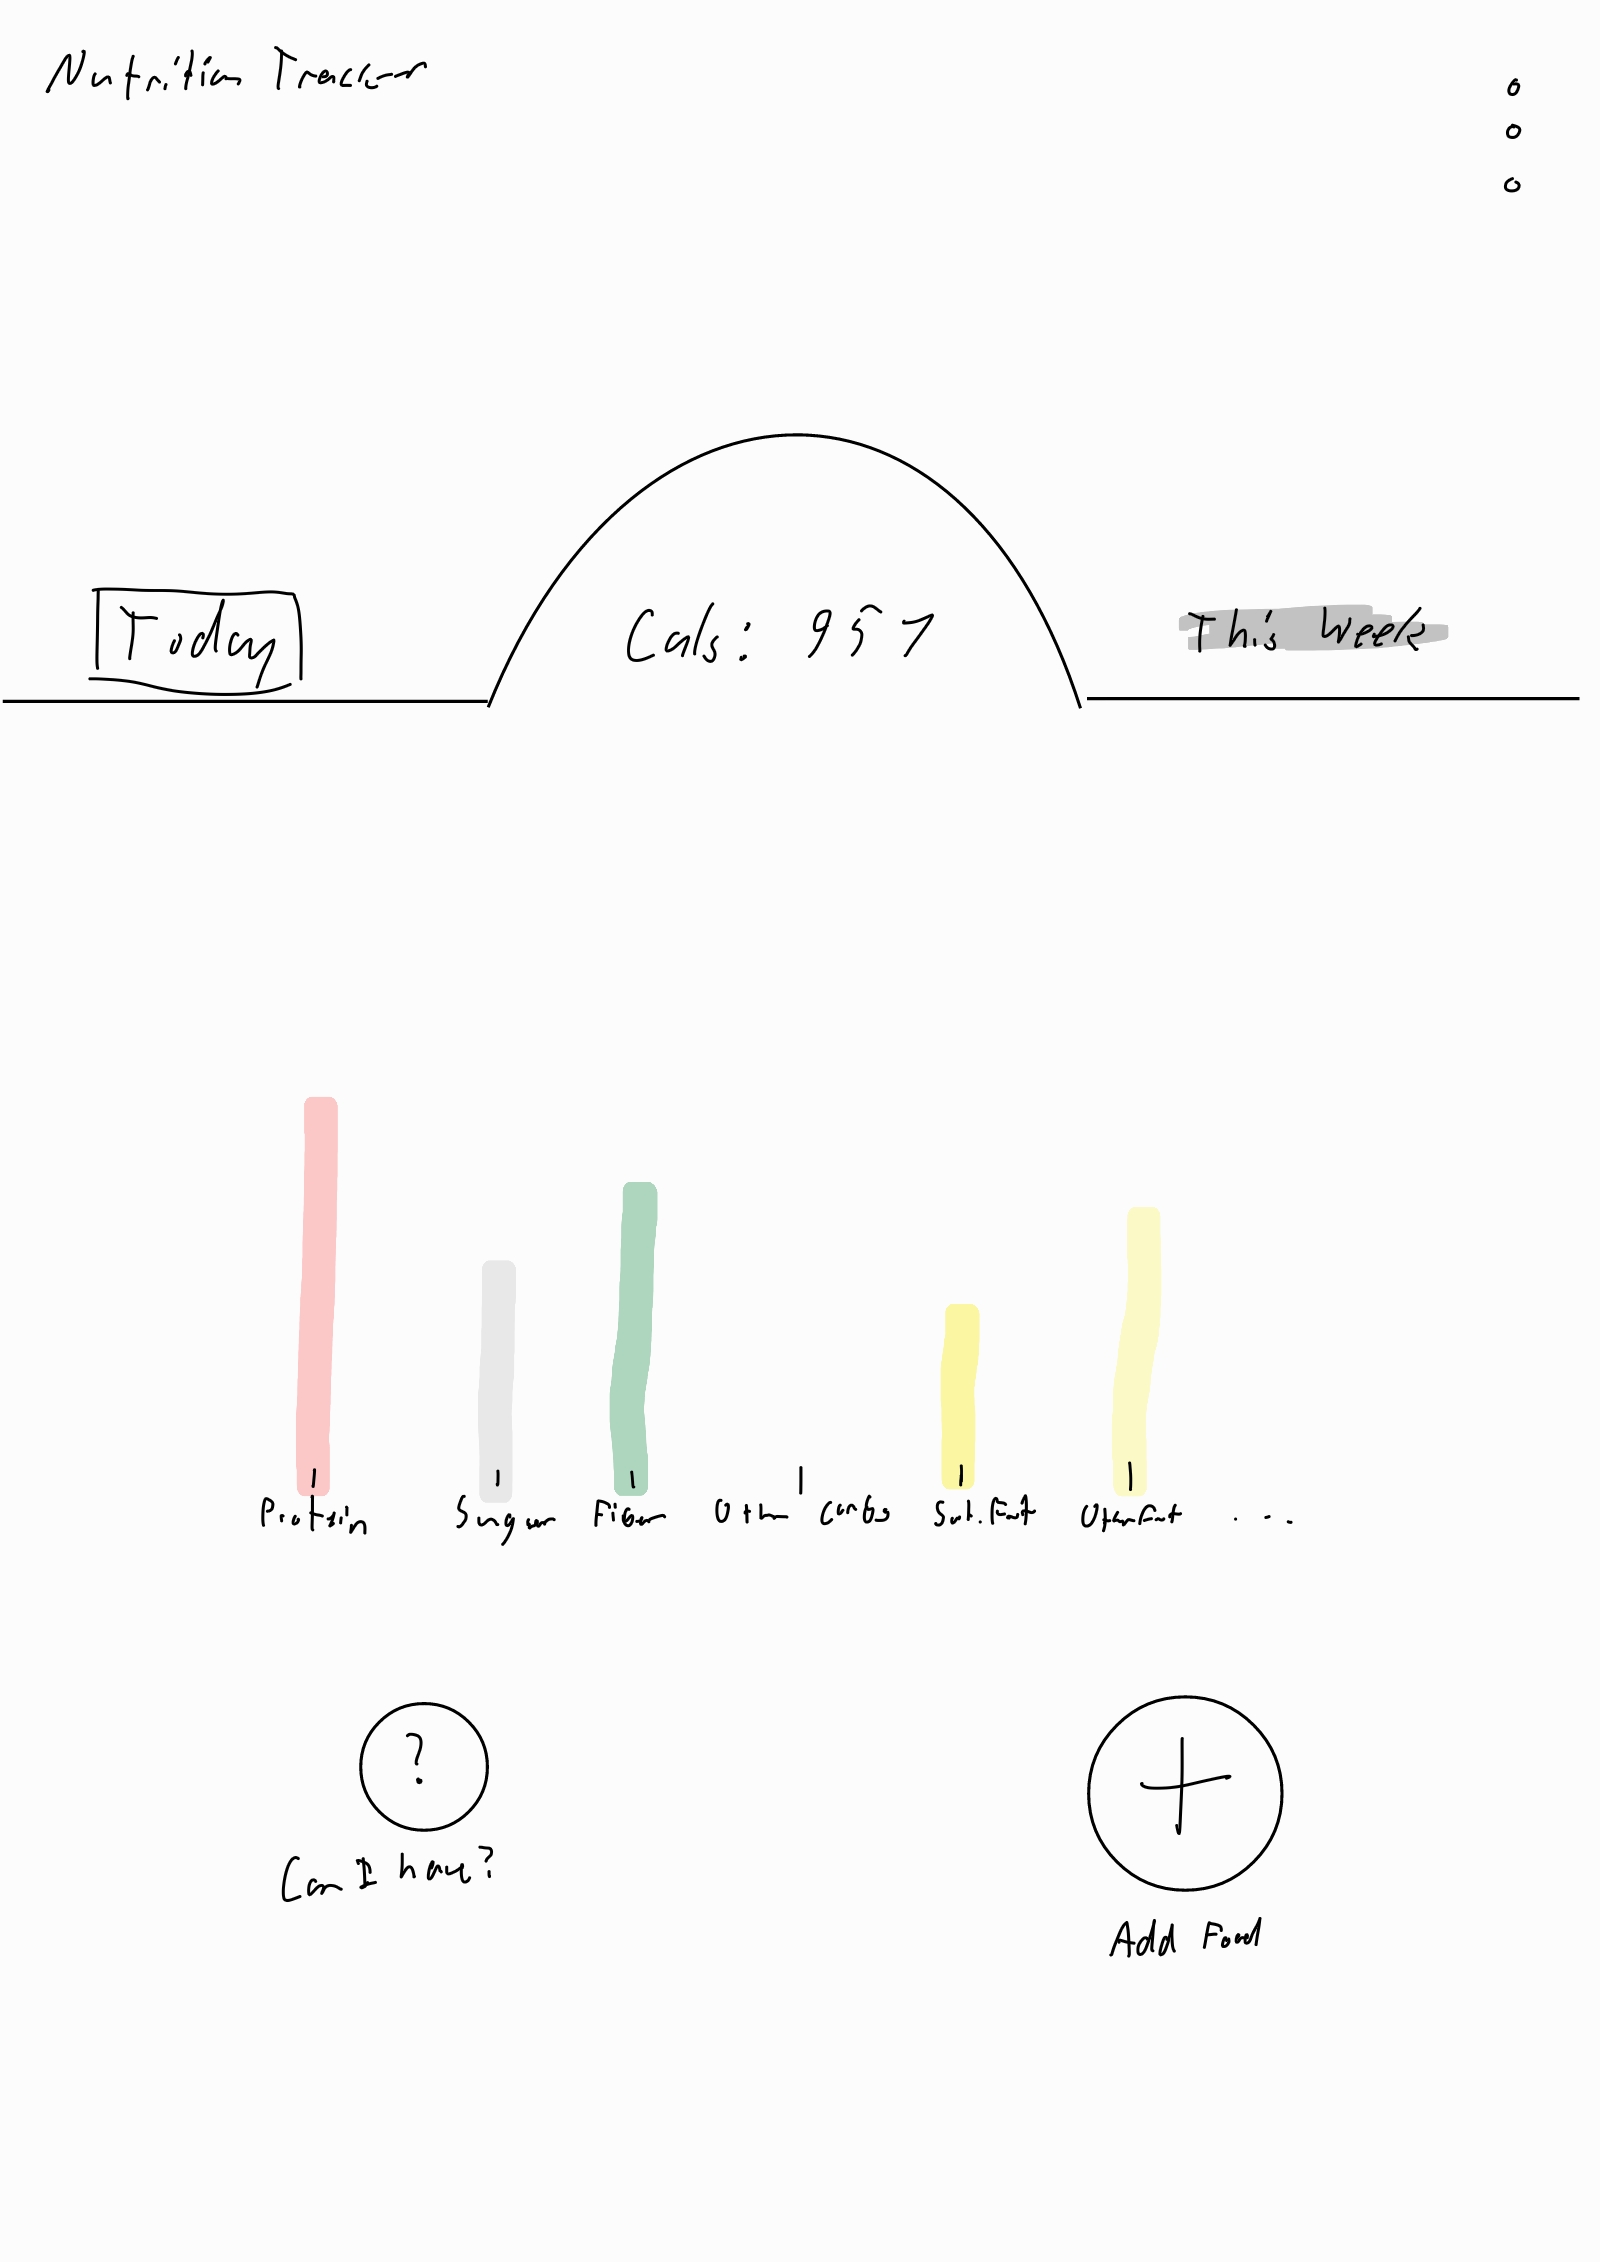 Nutrition Tracker
Today
Cals: 957
This Week
Protein Sugar Fiber Other Carbs Sat. Fat Other Fat ...
?
Can I have?
+
Add Food